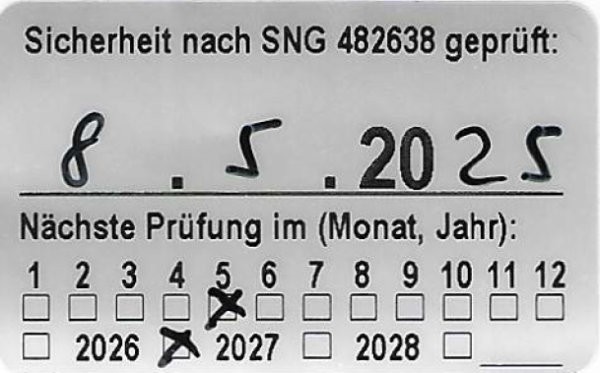 Sicherheit nach SNG 482638 geprüft:
8 . 5 . 2025
Nächste Prüfung im (Monat, Jahr):
1 2 3 4 5 6 7 8 9 10 11 12
☐ ☐ ☐ ☐ ☒ ☐ ☐ ☐ ☐ ☐ ☐ ☐
☐ 2026 ☒ 2027 ☐ 2028 ☐ ____